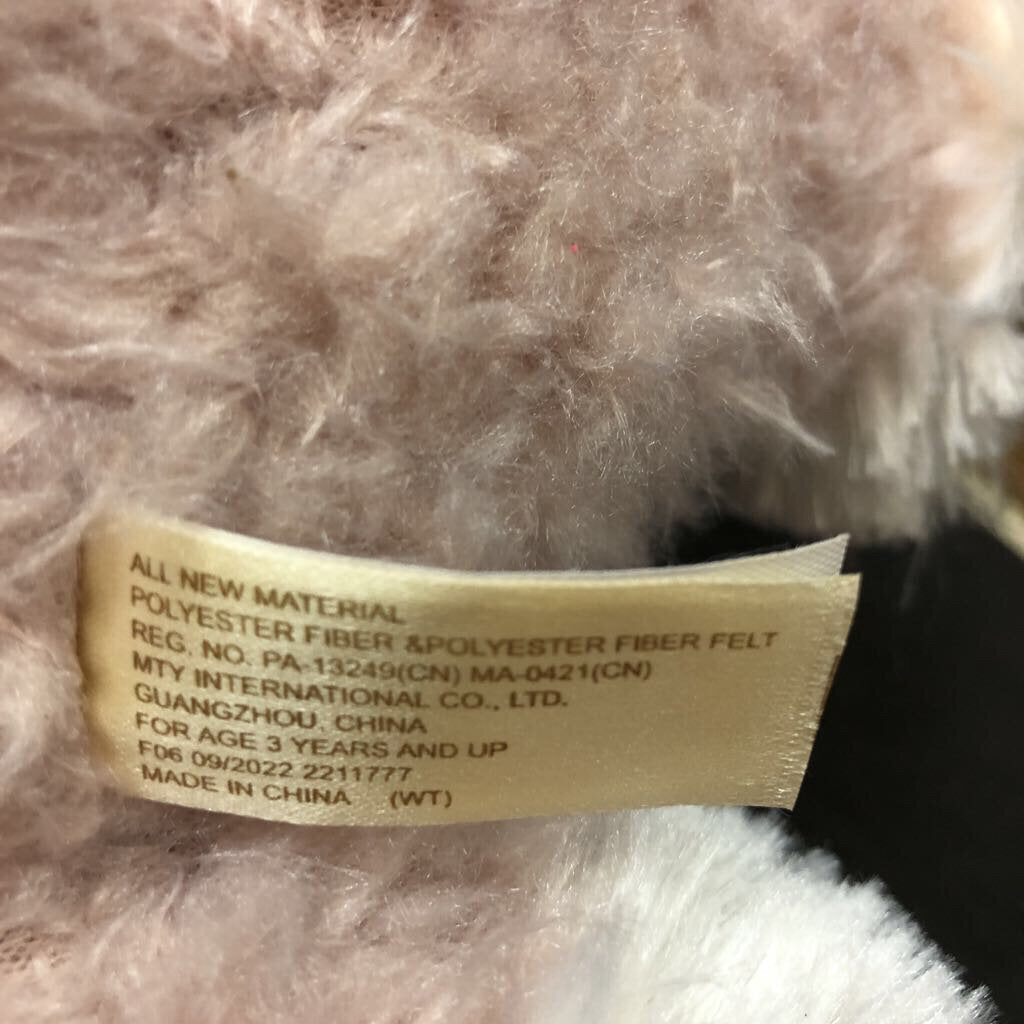 ALL NEW MATERIAL
POLYESTER FIBER &POLYESTER FIBER FELT
REG. NO. PA-13249(CN) MA-0421(CN)
MTY INTERNATIONAL CO., LTD.
GUANGZHOU, CHINA
FOR AGE 3 YEARS AND UP
F06 09/2022 2211777
MADE IN CHINA (WT)